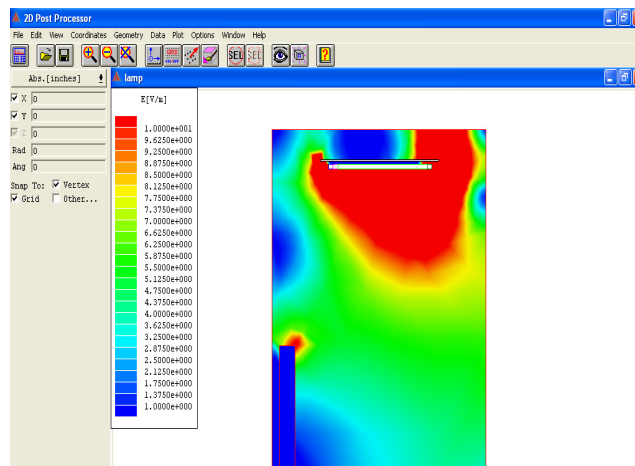 2D Post Processor
File Edit View Coordinates Geometry Data Plot Options Window Help
SEL SEL
Abs.[inches]
lamp
X 0
Y 0
Z 0
Rad 0
Ang 0
Snap To: Vertex
Grid Other...
E[V/m]
1.0000e+001
9.6250e+000
9.2500e+000
8.8750e+000
8.5000e+000
8.1250e+000
7.7500e+000
7.3750e+000
7.0000e+000
6.6250e+000
6.2500e+000
5.8750e+000
5.5000e+000
5.1250e+000
4.7500e+000
4.3750e+000
4.0000e+000
3.6250e+000
3.2500e+000
2.8750e+000
2.5000e+000
2.1250e+000
1.7500e+000
1.3750e+000
1.0000e+000